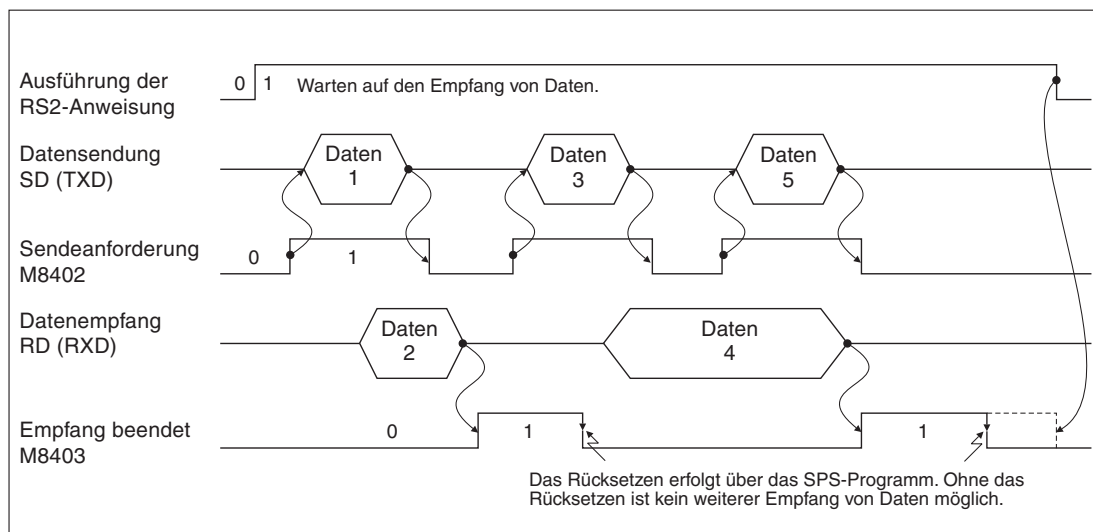 Ausführung der
RS2-Anweisung
0
1
Warten auf den Empfang von Daten.
Datensendung
SD (TXD)
Daten
1
Daten
3
Daten
5
Sendeanforderung
M8402
0
1
Datenempfang
RD (RXD)
Daten
2
Daten
4
Empfang beendet
M8403
0
1
1
Das Rücksetzen erfolgt über das SPS-Programm. Ohne das
Rücksetzen ist kein weiterer Empfang von Daten möglich.